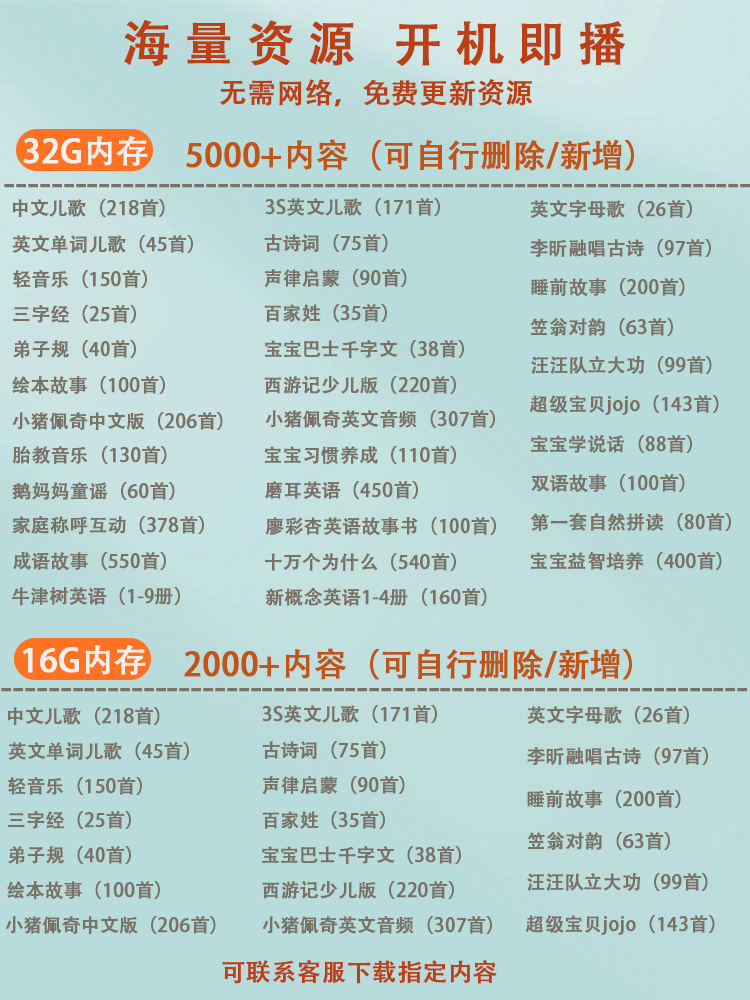 海量资源 开机即播
无需网络，免费更新资源
32G内存 5000+内容（可自行删除/新增）
中文儿歌（218首） 3S英文儿歌（171首） 英文字母歌（26首）
英文单词儿歌（45首） 古诗词（75首） 李昕融唱古诗（97首）
轻音乐（150首） 声律启蒙（90首） 睡前故事（200首）
三字经（25首） 百家姓（35首） 笠翁对韵（63首）
弟子规（40首） 宝宝巴士千字文（38首） 汪汪队立大功（99首）
绘本故事（100首） 西游记少儿版（220首） 超级宝贝jojo（143首）
小猪佩奇中文版（206首） 小猪佩奇英文音频（307首） 宝宝学说话（88首）
胎教音乐（130首） 宝宝习惯养成（110首） 双语故事（100首）
鹅妈妈童谣（60首） 磨耳英语（450首） 第一套自然拼读（80首）
家庭称呼互动（378首） 廖彩杏英语故事书（100首） 宝宝益智培养（400首）
成语故事（550首） 十万个为什么（540首）
牛津树英语（1-9册） 新概念英语1-4册（160首）
16G内存 2000+内容（可自行删除/新增）
中文儿歌（218首） 3S英文儿歌（171首） 英文字母歌（26首）
英文单词儿歌（45首） 古诗词（75首） 李昕融唱古诗（97首）
轻音乐（150首） 声律启蒙（90首） 睡前故事（200首）
三字经（25首） 百家姓（35首） 笠翁对韵（63首）
弟子规（40首） 宝宝巴士千字文（38首） 汪汪队立大功（99首）
绘本故事（100首） 西游记少儿版（220首） 超级宝贝jojo（143首）
小猪佩奇中文版（206首） 小猪佩奇英文音频（307首）
可联系客服下载指定内容